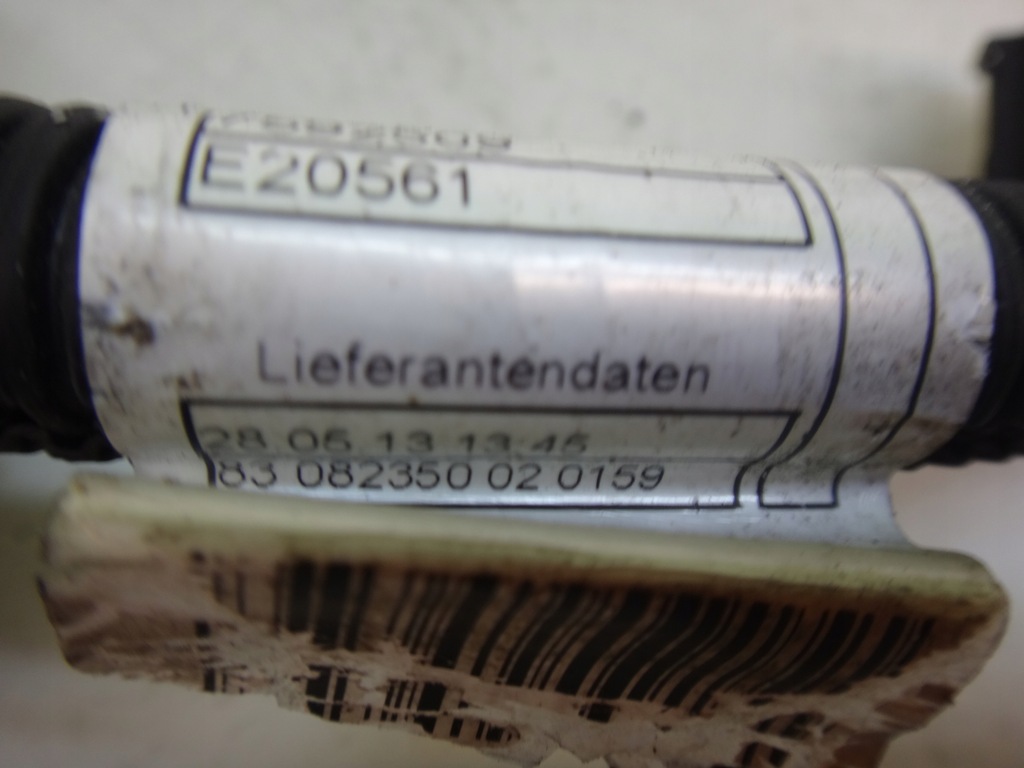 E20561
Lieferantendaten
28.05.13 13:45
83 082350 02 0159